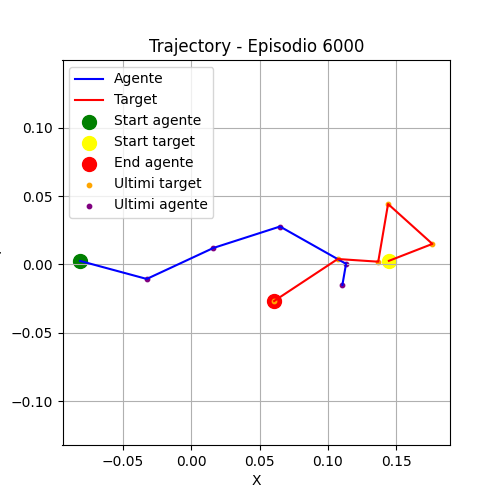 Trajectory - Episodio 6000
Agente
Target
Start agente
Start target
End agente
Ultimi target
Ultimi agente
0.10
0.05
0.00
−0.05
−0.10
−0.05
0.00
0.05
0.10
0.15
X